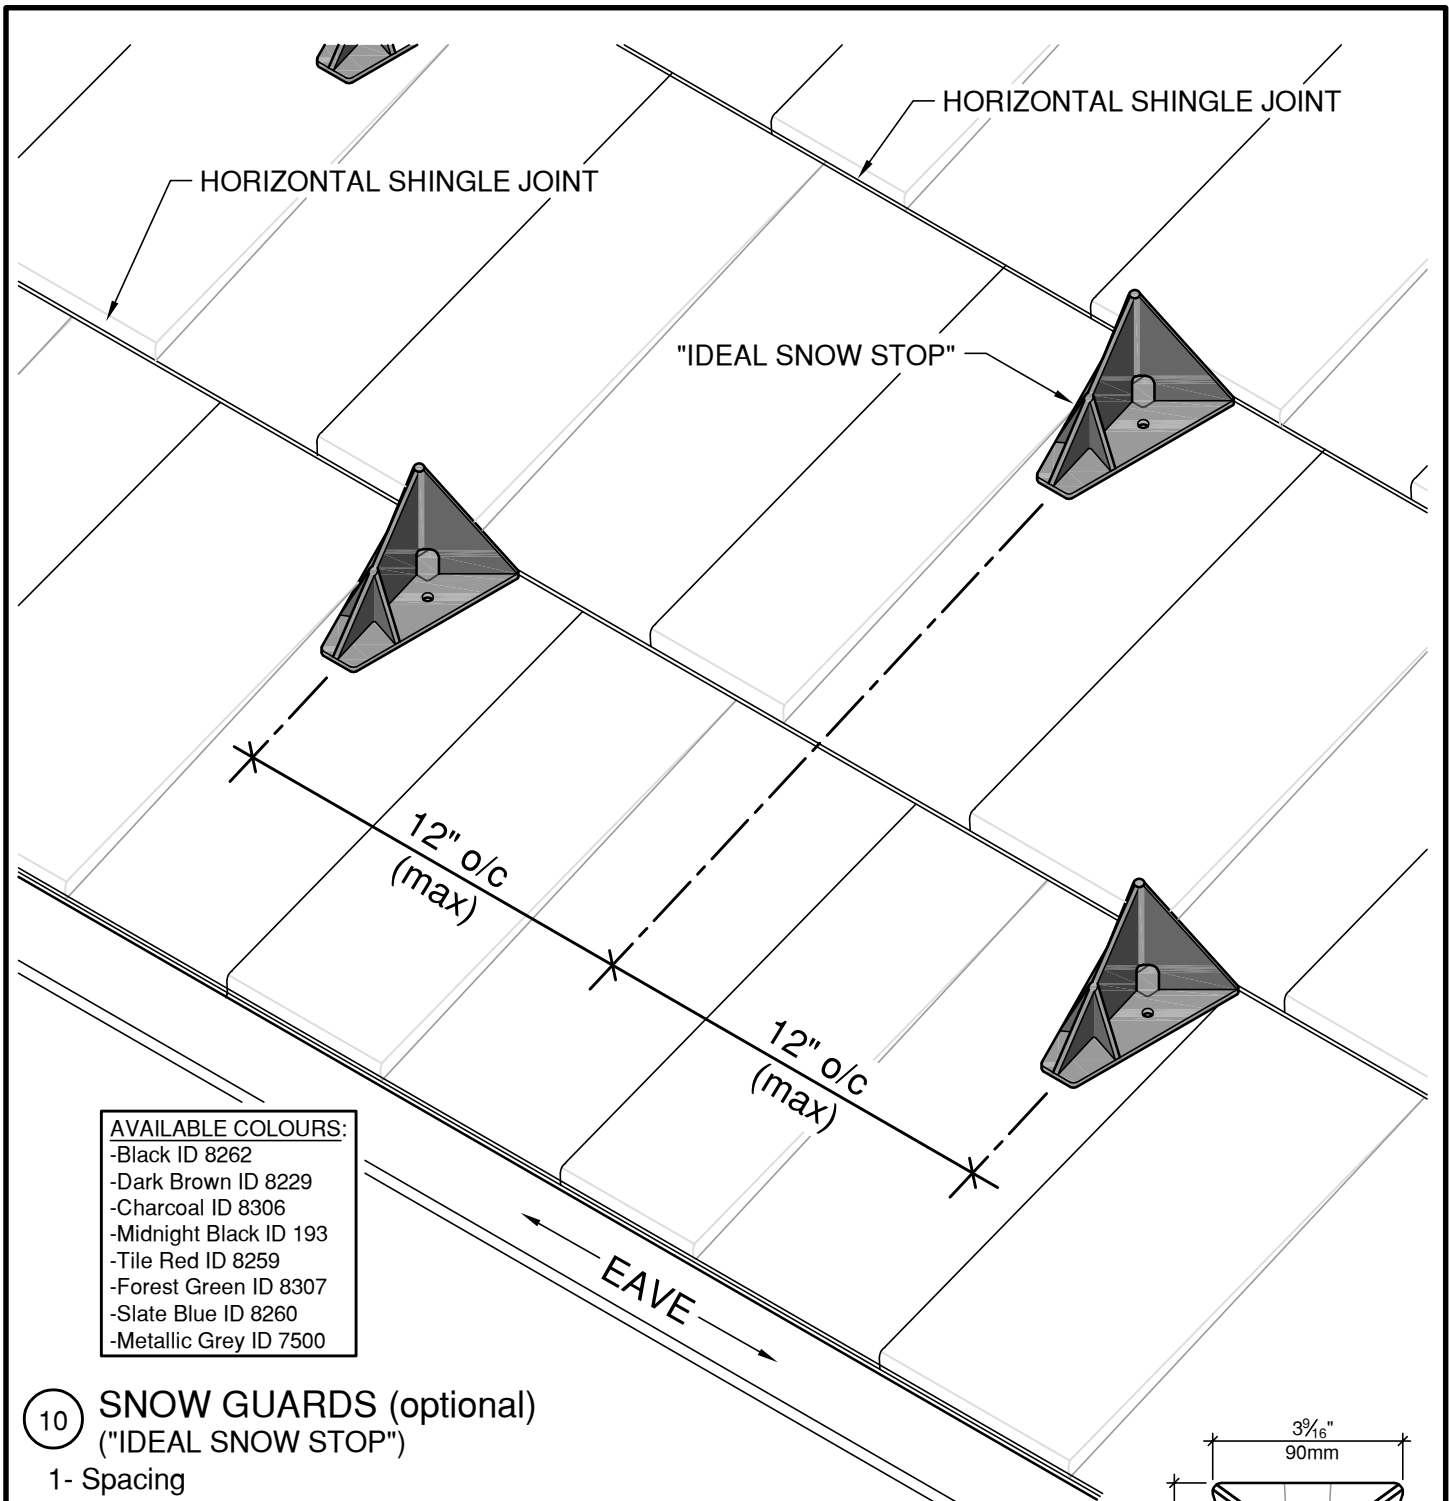 HORIZONTAL SHINGLE JOINT
HORIZONTAL SHINGLE JOINT
"IDEAL SNOW STOP"
12" o/c
(max)
12" o/c
(max)
AVAILABLE COLOURS:
-Black ID 8262
-Dark Brown ID 8229
-Charcoal ID 8306
-Midnight Black ID 193
-Tile Red ID 8259
-Forest Green ID 8307
-Slate Blue ID 8260
-Metallic Grey ID 7500
EAVE
10 SNOW GUARDS (optional)
("IDEAL SNOW STOP")
1- Spacing
3 9/16"
90mm